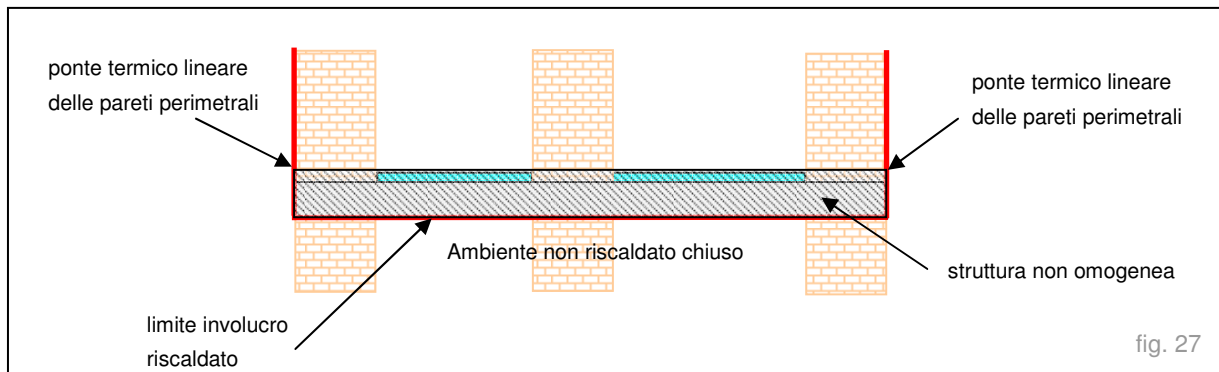 ponte termico lineare
delle pareti perimetrali
ponte termico lineare
delle pareti perimetrali
Ambiente non riscaldato chiuso
struttura non omogenea
limite involucro
riscaldato
fig. 27